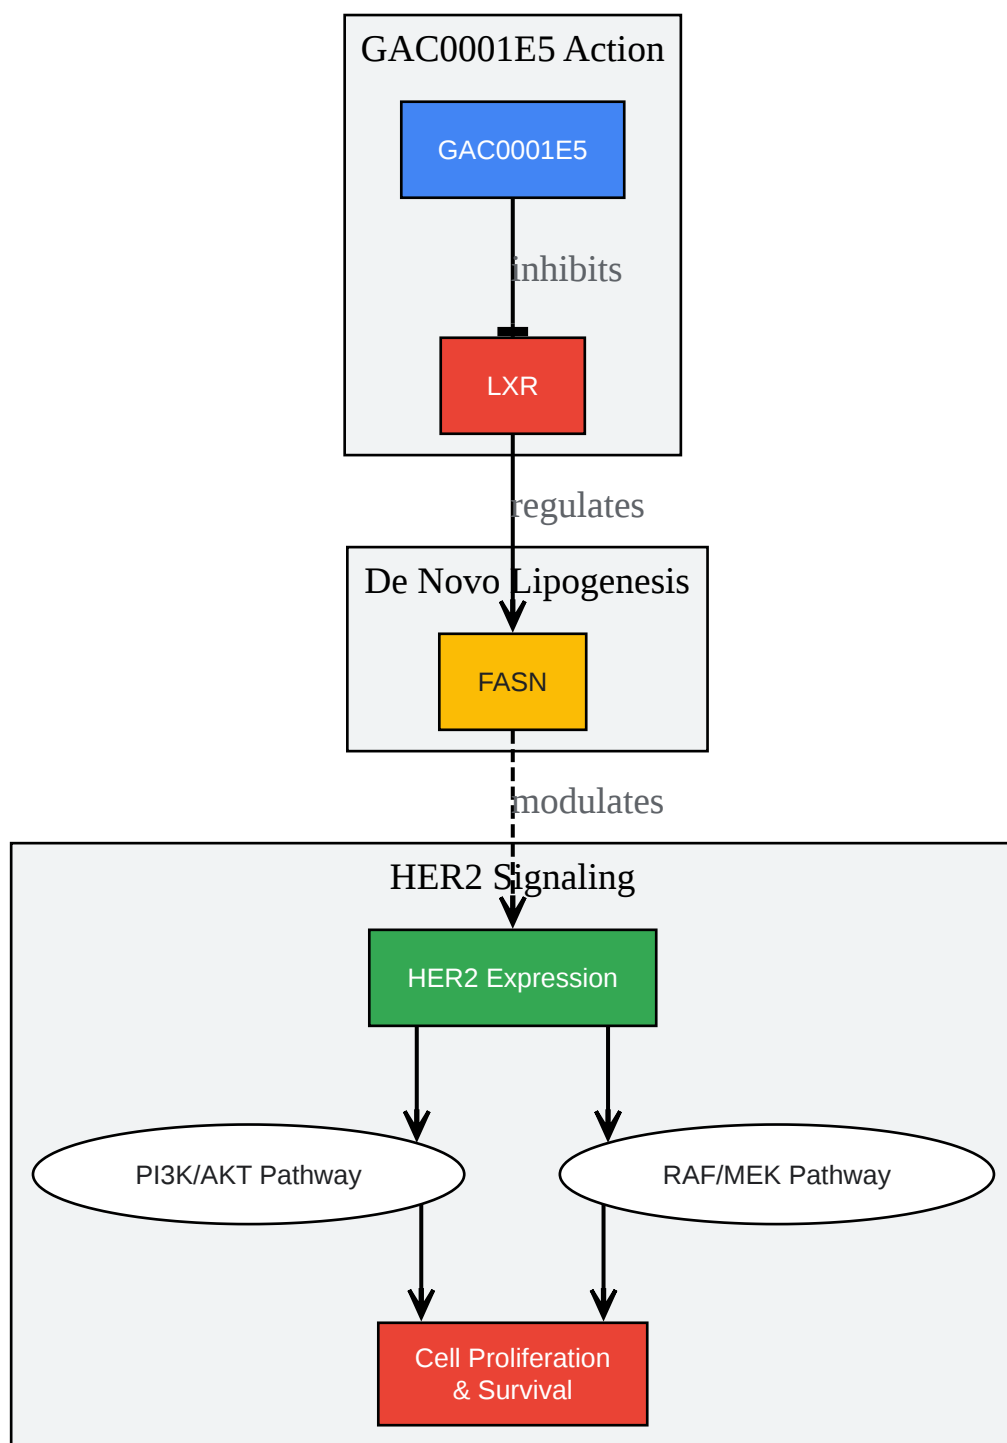 GAC0001E5 Action
GAC0001E5
inhibits
LXR
regulates
De Novo Lipogenesis
FASN
modulates
HER2 Signaling
HER2 Expression
PI3K/AKT Pathway
RAF/MEK Pathway
Cell Proliferation
& Survival